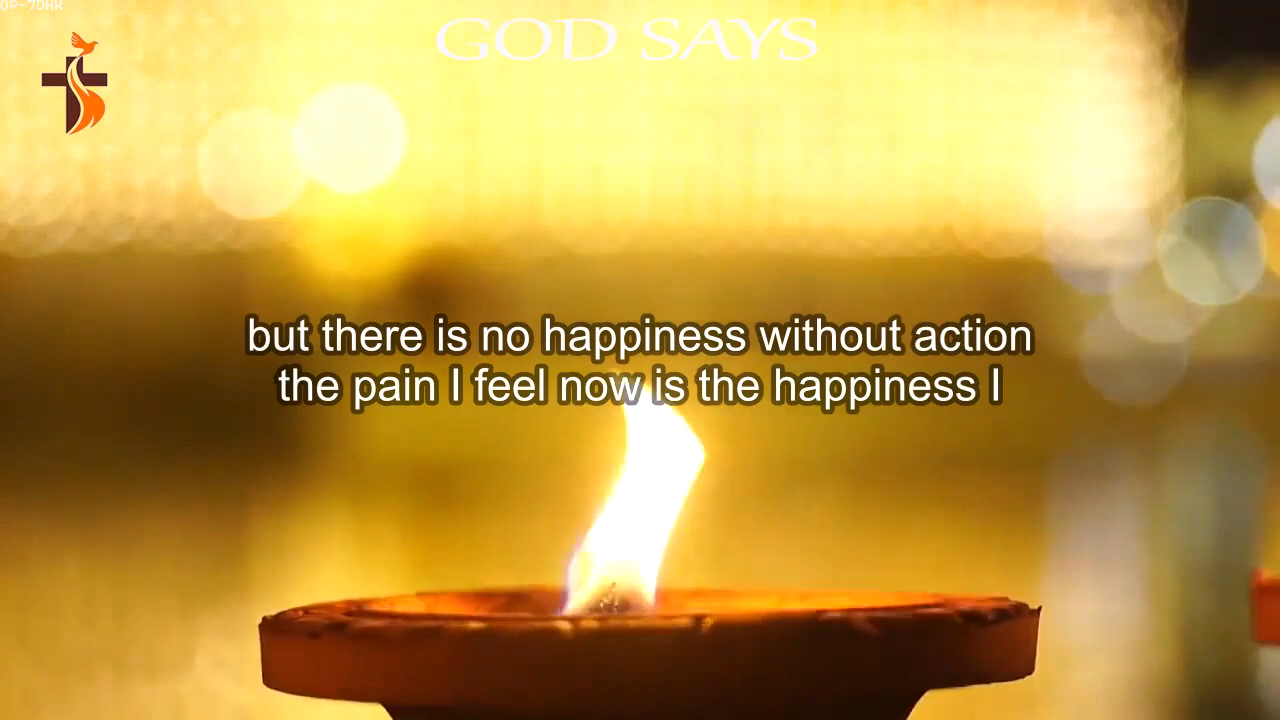 OP-7DHK
GOD SAYS
but there is no happiness without action
the pain I feel now is the happiness I